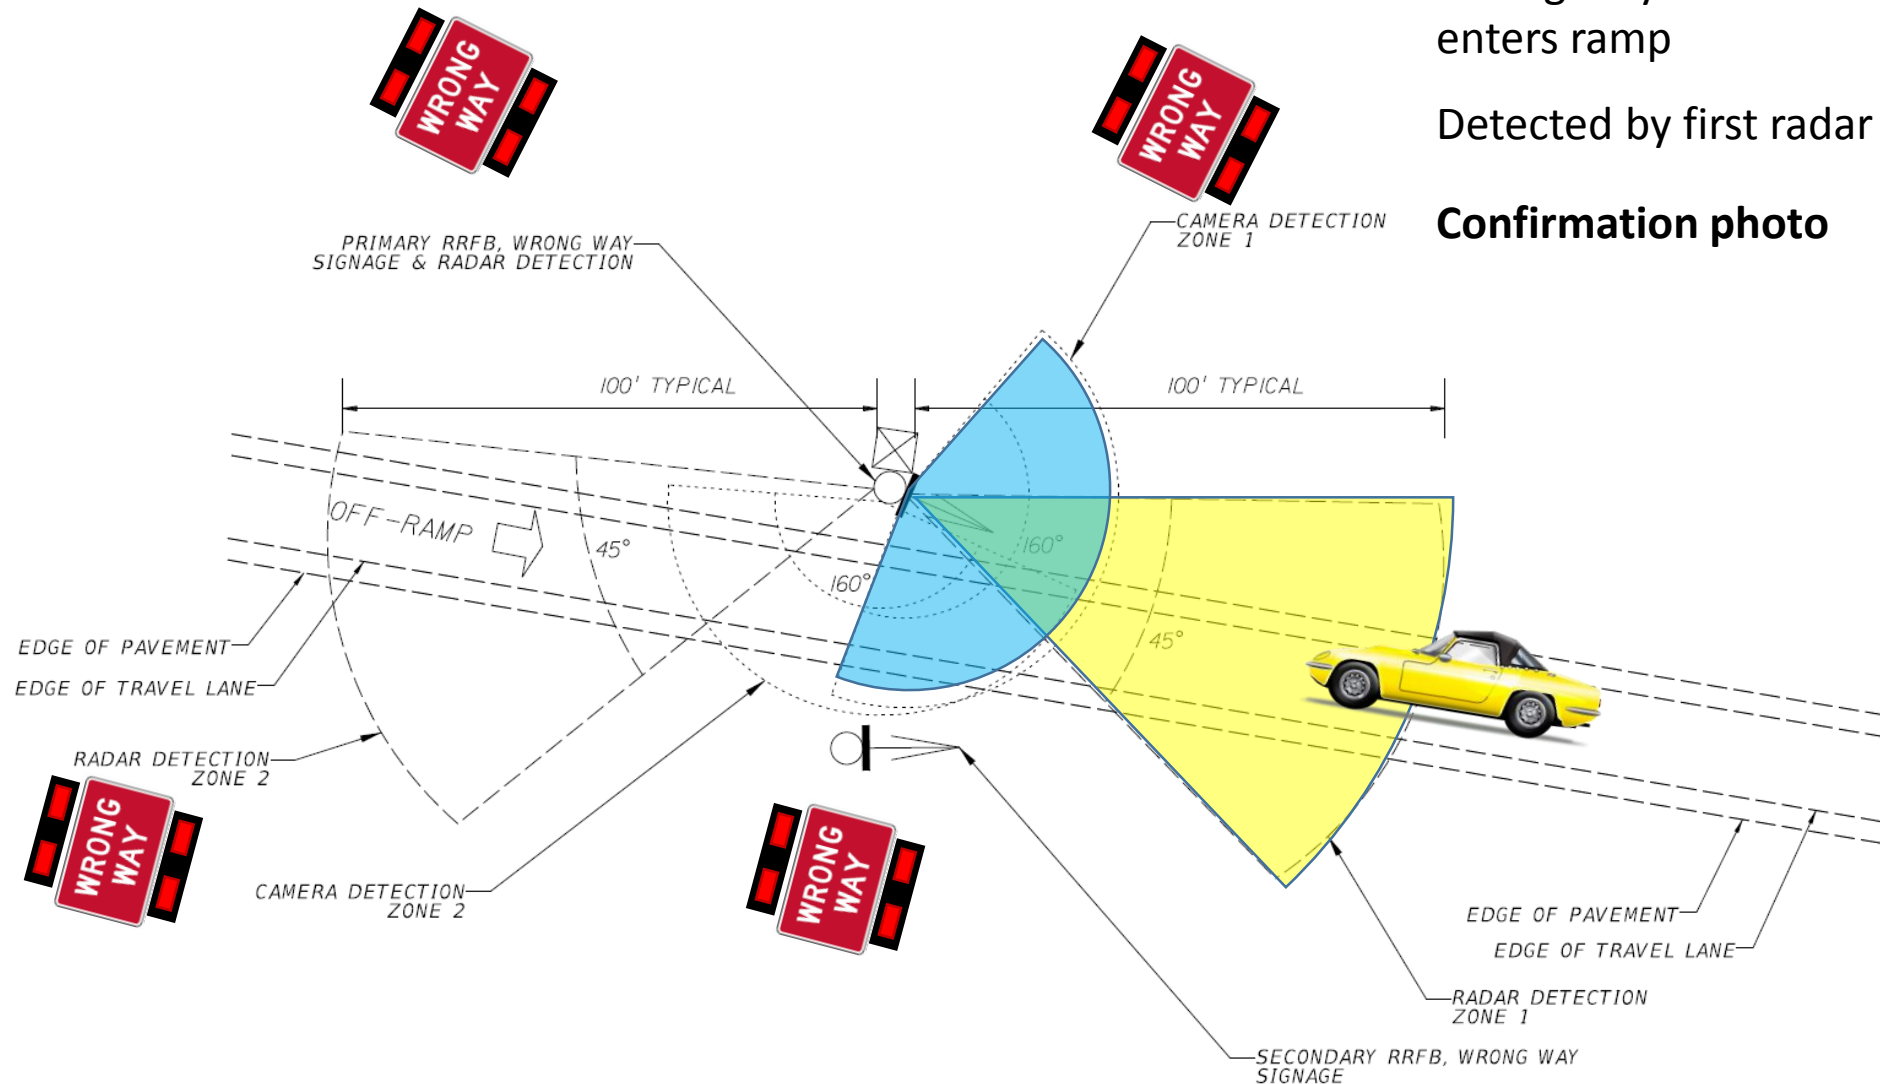 enters ramp
Detected by first radar
Confirmation photo
WRONG
WAY
WRONG
WAY
CAMERA DETECTION
ZONE 1
PRIMARY RRFB, WRONG WAY
SIGNAGE & RADAR DETECTION
100' TYPICAL
100' TYPICAL
OFF-RAMP
45°
160°
160°
45°
EDGE OF PAVEMENT
EDGE OF TRAVEL LANE
RADAR DETECTION
ZONE 2
WRONG
WAY
CAMERA DETECTION
ZONE 2
WRONG
WAY
EDGE OF PAVEMENT
EDGE OF TRAVEL LANE
RADAR DETECTION
ZONE 1
SECONDARY RRFB, WRONG WAY
SIGNAGE